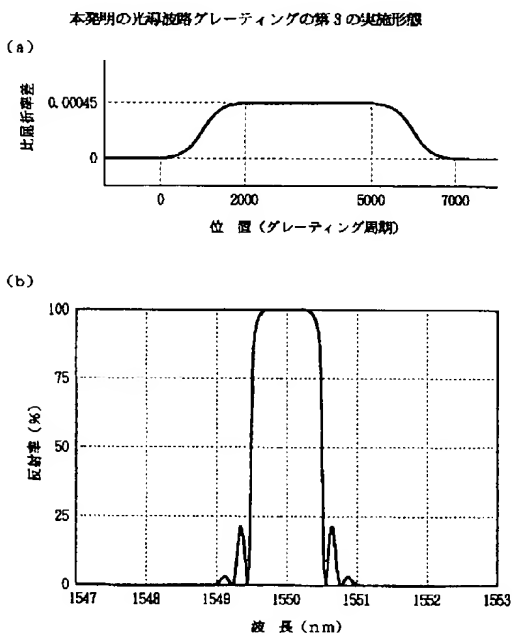 本発明の光導波路グレーティングの第3の実施形態
(a)
比屈折率差
0.00045
0
0 2000 5000 7000
位 置 (グレーティング周期)
(b)
反射率 (%)
100
75
50
25
0
1547 1548 1549 1550 1551 1552 1553
波 長 (nm)